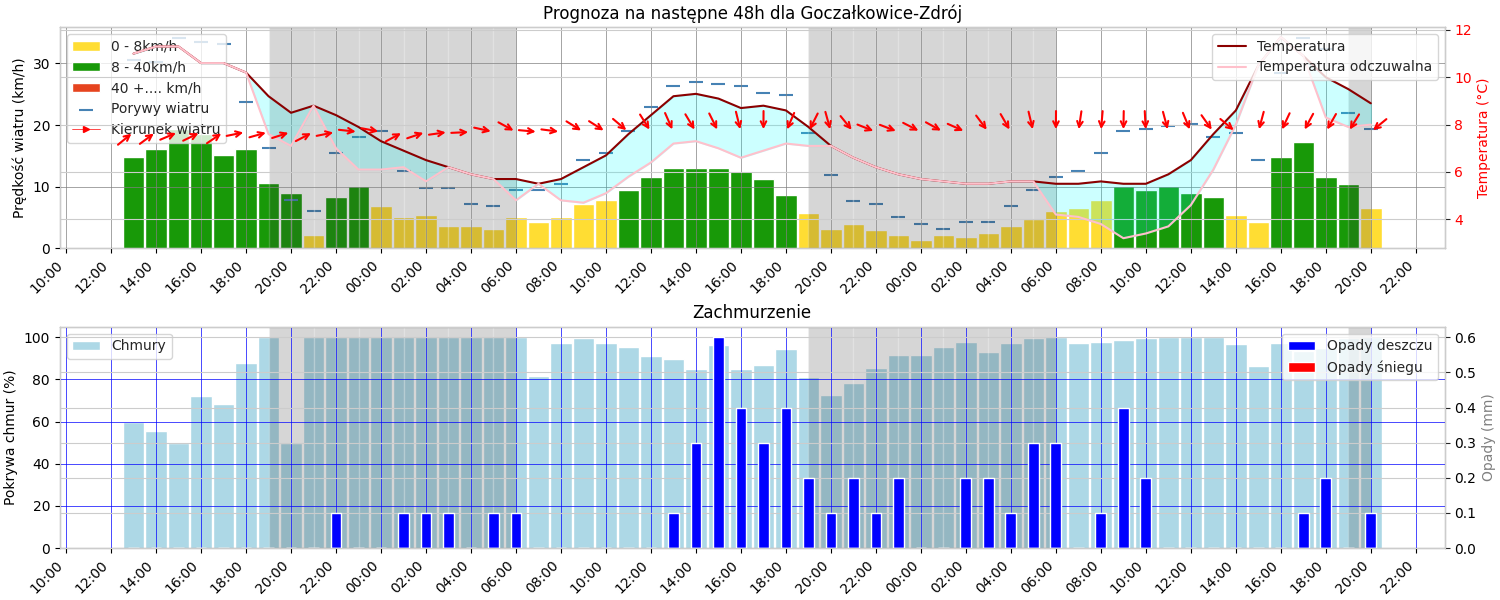 Prognoza na następne 48h dla Goczałkowice-Zdrój
0 - 8km/h
8 - 40km/h
40 +.... km/h
Porywy wiatru
Kierunek wiatru
Temperatura
Temperatura odczuwalna
Prędkość wiatru (km/h)
0
10
20
30
Temperatura (°C)
4
6
8
10
12
10:00 12:00 14:00 16:00 18:00 20:00 22:00 00:00 02:00 04:00 06:00 08:00 10:00 12:00 14:00 16:00 18:00 20:00 22:00 00:00 02:00 04:00 06:00 08:00 10:00 12:00 14:00 16:00 18:00 20:00 22:00
Zachmurzenie
Chmury
Opady deszczu
Opady śniegu
Pokrywa chmur (%)
0
20
40
60
80
100
Opady (mm)
0.0
0.1
0.2
0.3
0.4
0.5
0.6
10:00 12:00 14:00 16:00 18:00 20:00 22:00 00:00 02:00 04:00 06:00 08:00 10:00 12:00 14:00 16:00 18:00 20:00 22:00 00:00 02:00 04:00 06:00 08:00 10:00 12:00 14:00 16:00 18:00 20:00 22:00